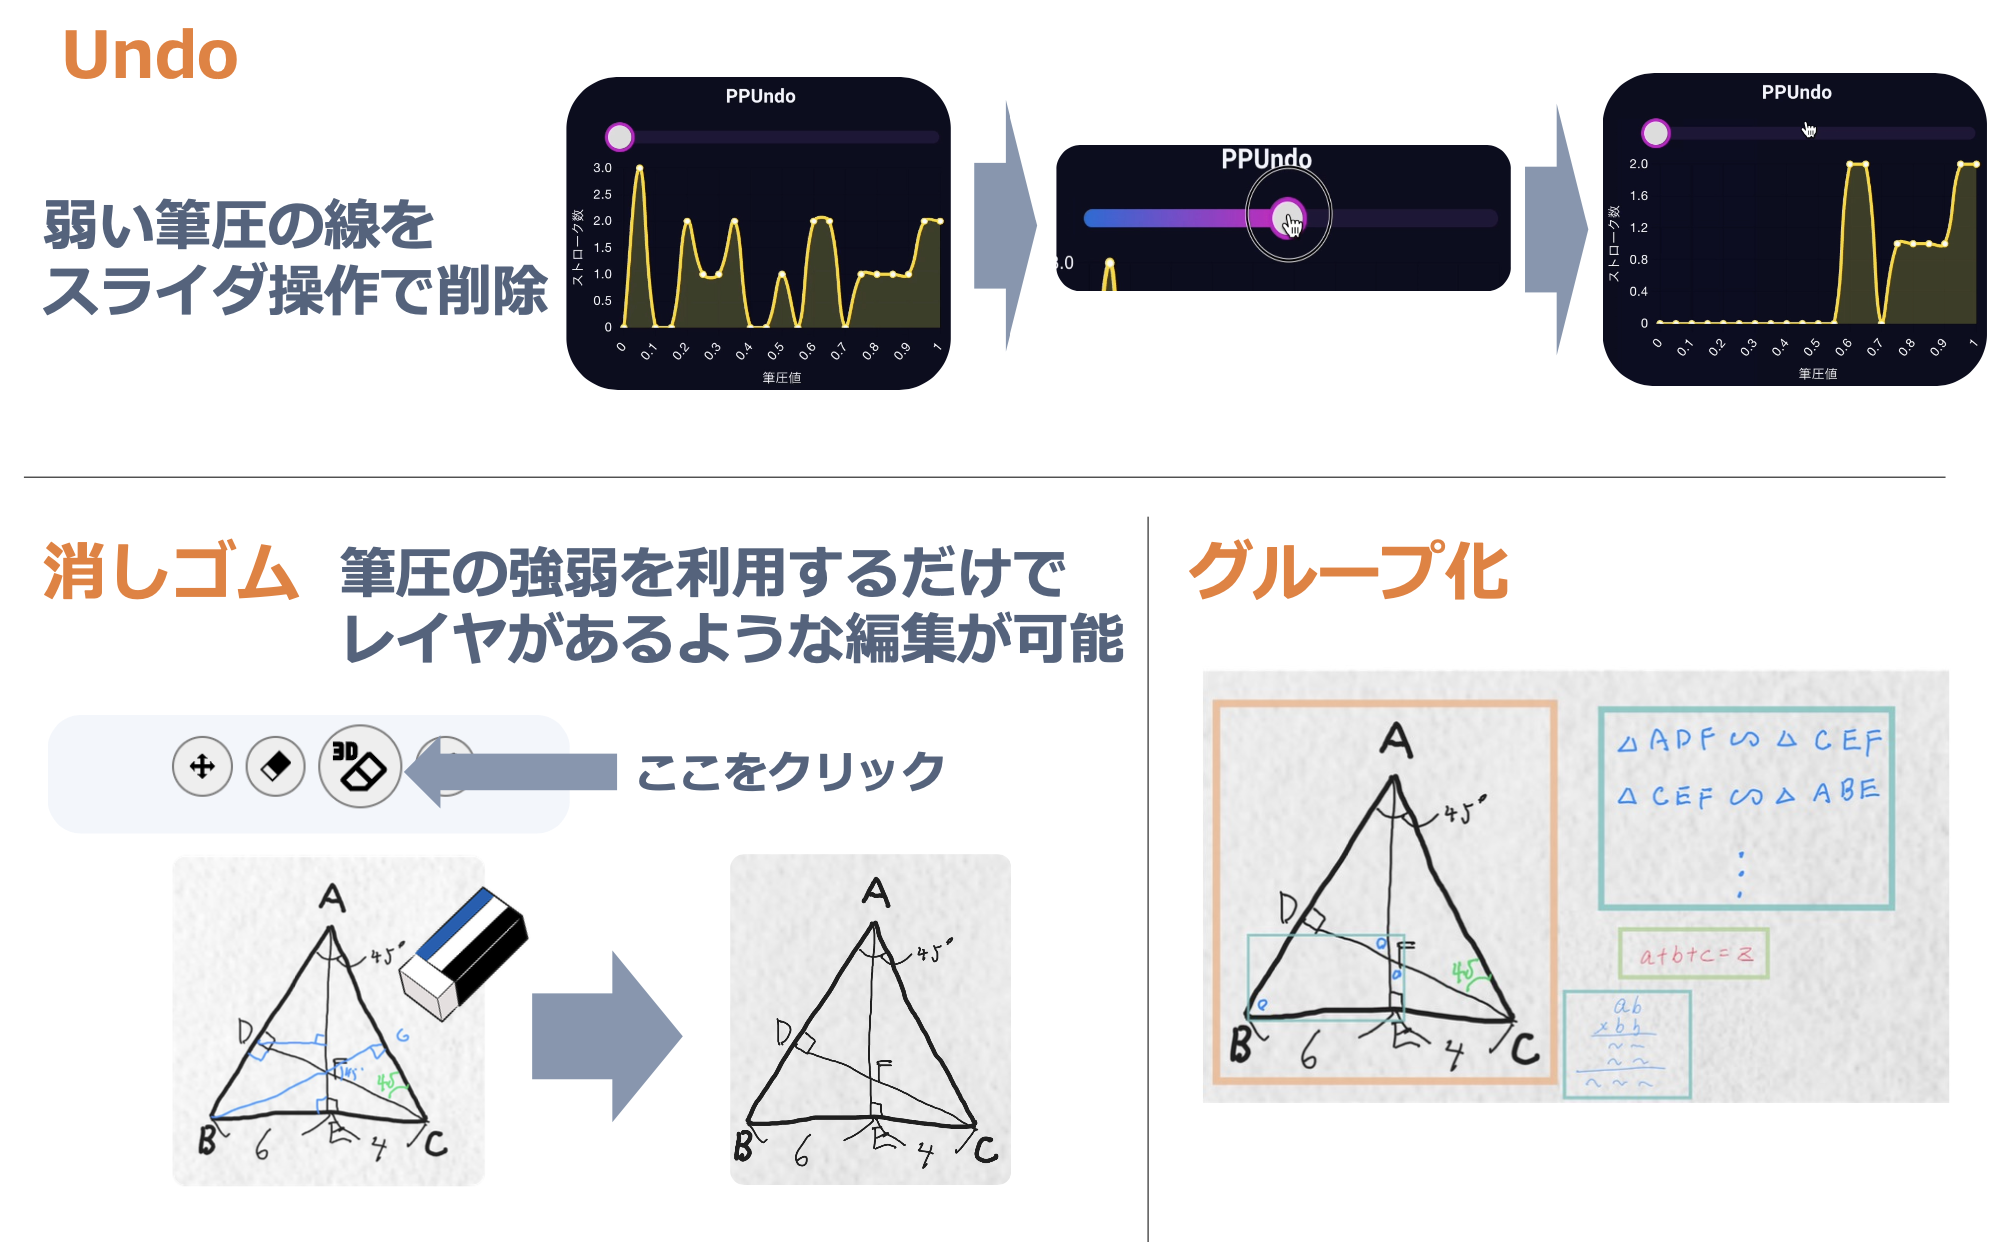 Undo
弱い筆圧の線を
スライダ操作で削除
PPUndo
ストローク数
3.0
2.5
2.0
1.5
1.0
0.5
0
0 0.1 0.2 0.3 0.4 0.5 0.6 0.7 0.8 0.9 1
筆圧値
PPUndo
3.0
PPUndo
ストローク数
2.0
1.6
1.2
0.8
0.4
0
0 0.1 0.2 0.3 0.4 0.5 0.6 0.7 0.8 0.9 1
筆圧値
消しゴム
筆圧の強弱を利用するだけで
レイヤがあるような編集が可能
3D
ここをクリック
A
45°
D
G
F
45
B 6 E 4 C
A
45°
D
F
B 6 E 4 C
グループ化
A
45°
D
F
45
B 6 E 4 C
△ADF∽△CEF
△CEF∽△ABE
⋮
a+b+c=z
ab
×bb
~ ~
~ ~
~ ~ ~